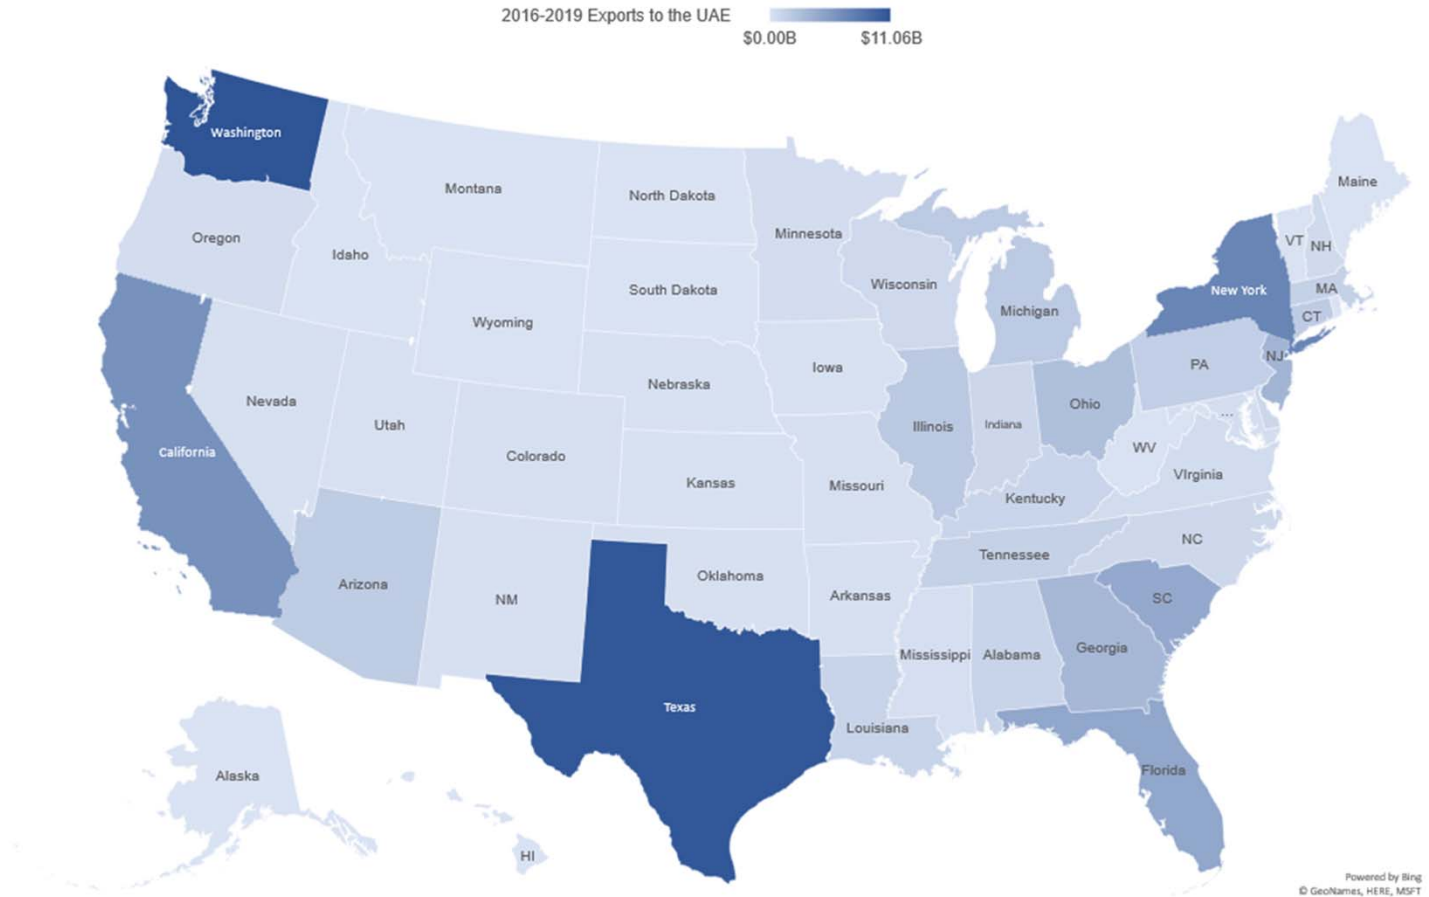 2016-2019 Exports to the UAE
$0.00B $11.06B
Washington
Montana
North Dakota
Minnesota
Maine
Oregon
Idaho
VT NH
South Dakota
Wisconsin
New York
MA
Wyoming
Michigan
CT
Iowa
PA
NJ
Nevada
Nebraska
Ohio
Utah
Illinois
Indiana
...
California
Colorado
WV
Kansas
Missouri
Kentucky
VIrginia
Arizona
NM
Oklahoma
Arkansas
Tennessee
NC
SC
Mississippi
Alabama
Georgia
Texas
Louisiana
Florida
Alaska
HI
Powered by Bing
© GeoNames, HERE, MSFT